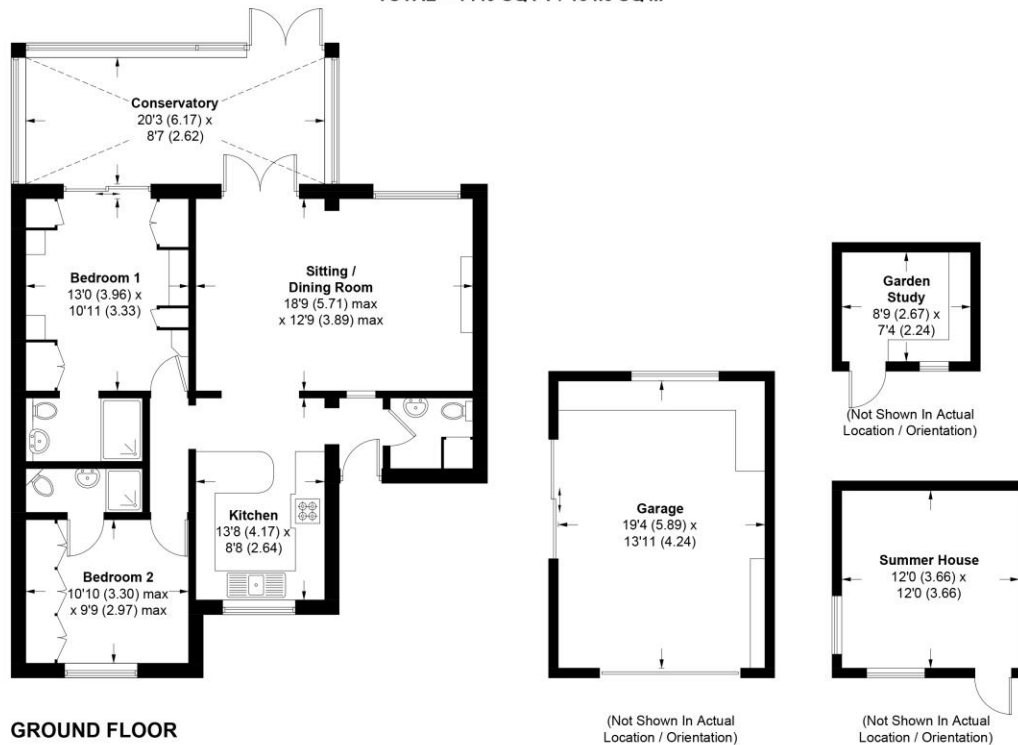 Conservatory
20'3 (6.17) x
8'7 (2.62)
Bedroom 1
13'0 (3.96) x
10'11 (3.33)
Sitting /
Dining Room
18'9 (5.71) max
x 12'9 (3.89) max
Kitchen
13'8 (4.17) x
8'8 (2.64)
Bedroom 2
10'10 (3.30) max
x 9'9 (2.97) max
GROUND FLOOR
Garage
19'4 (5.89) x
13'11 (4.24)
(Not Shown In Actual
Location / Orientation)
Garden
Study
8'9 (2.67) x
7'4 (2.24)
(Not Shown In Actual
Location / Orientation)
Summer House
12'0 (3.66) x
12'0 (3.66)
(Not Shown In Actual
Location / Orientation)